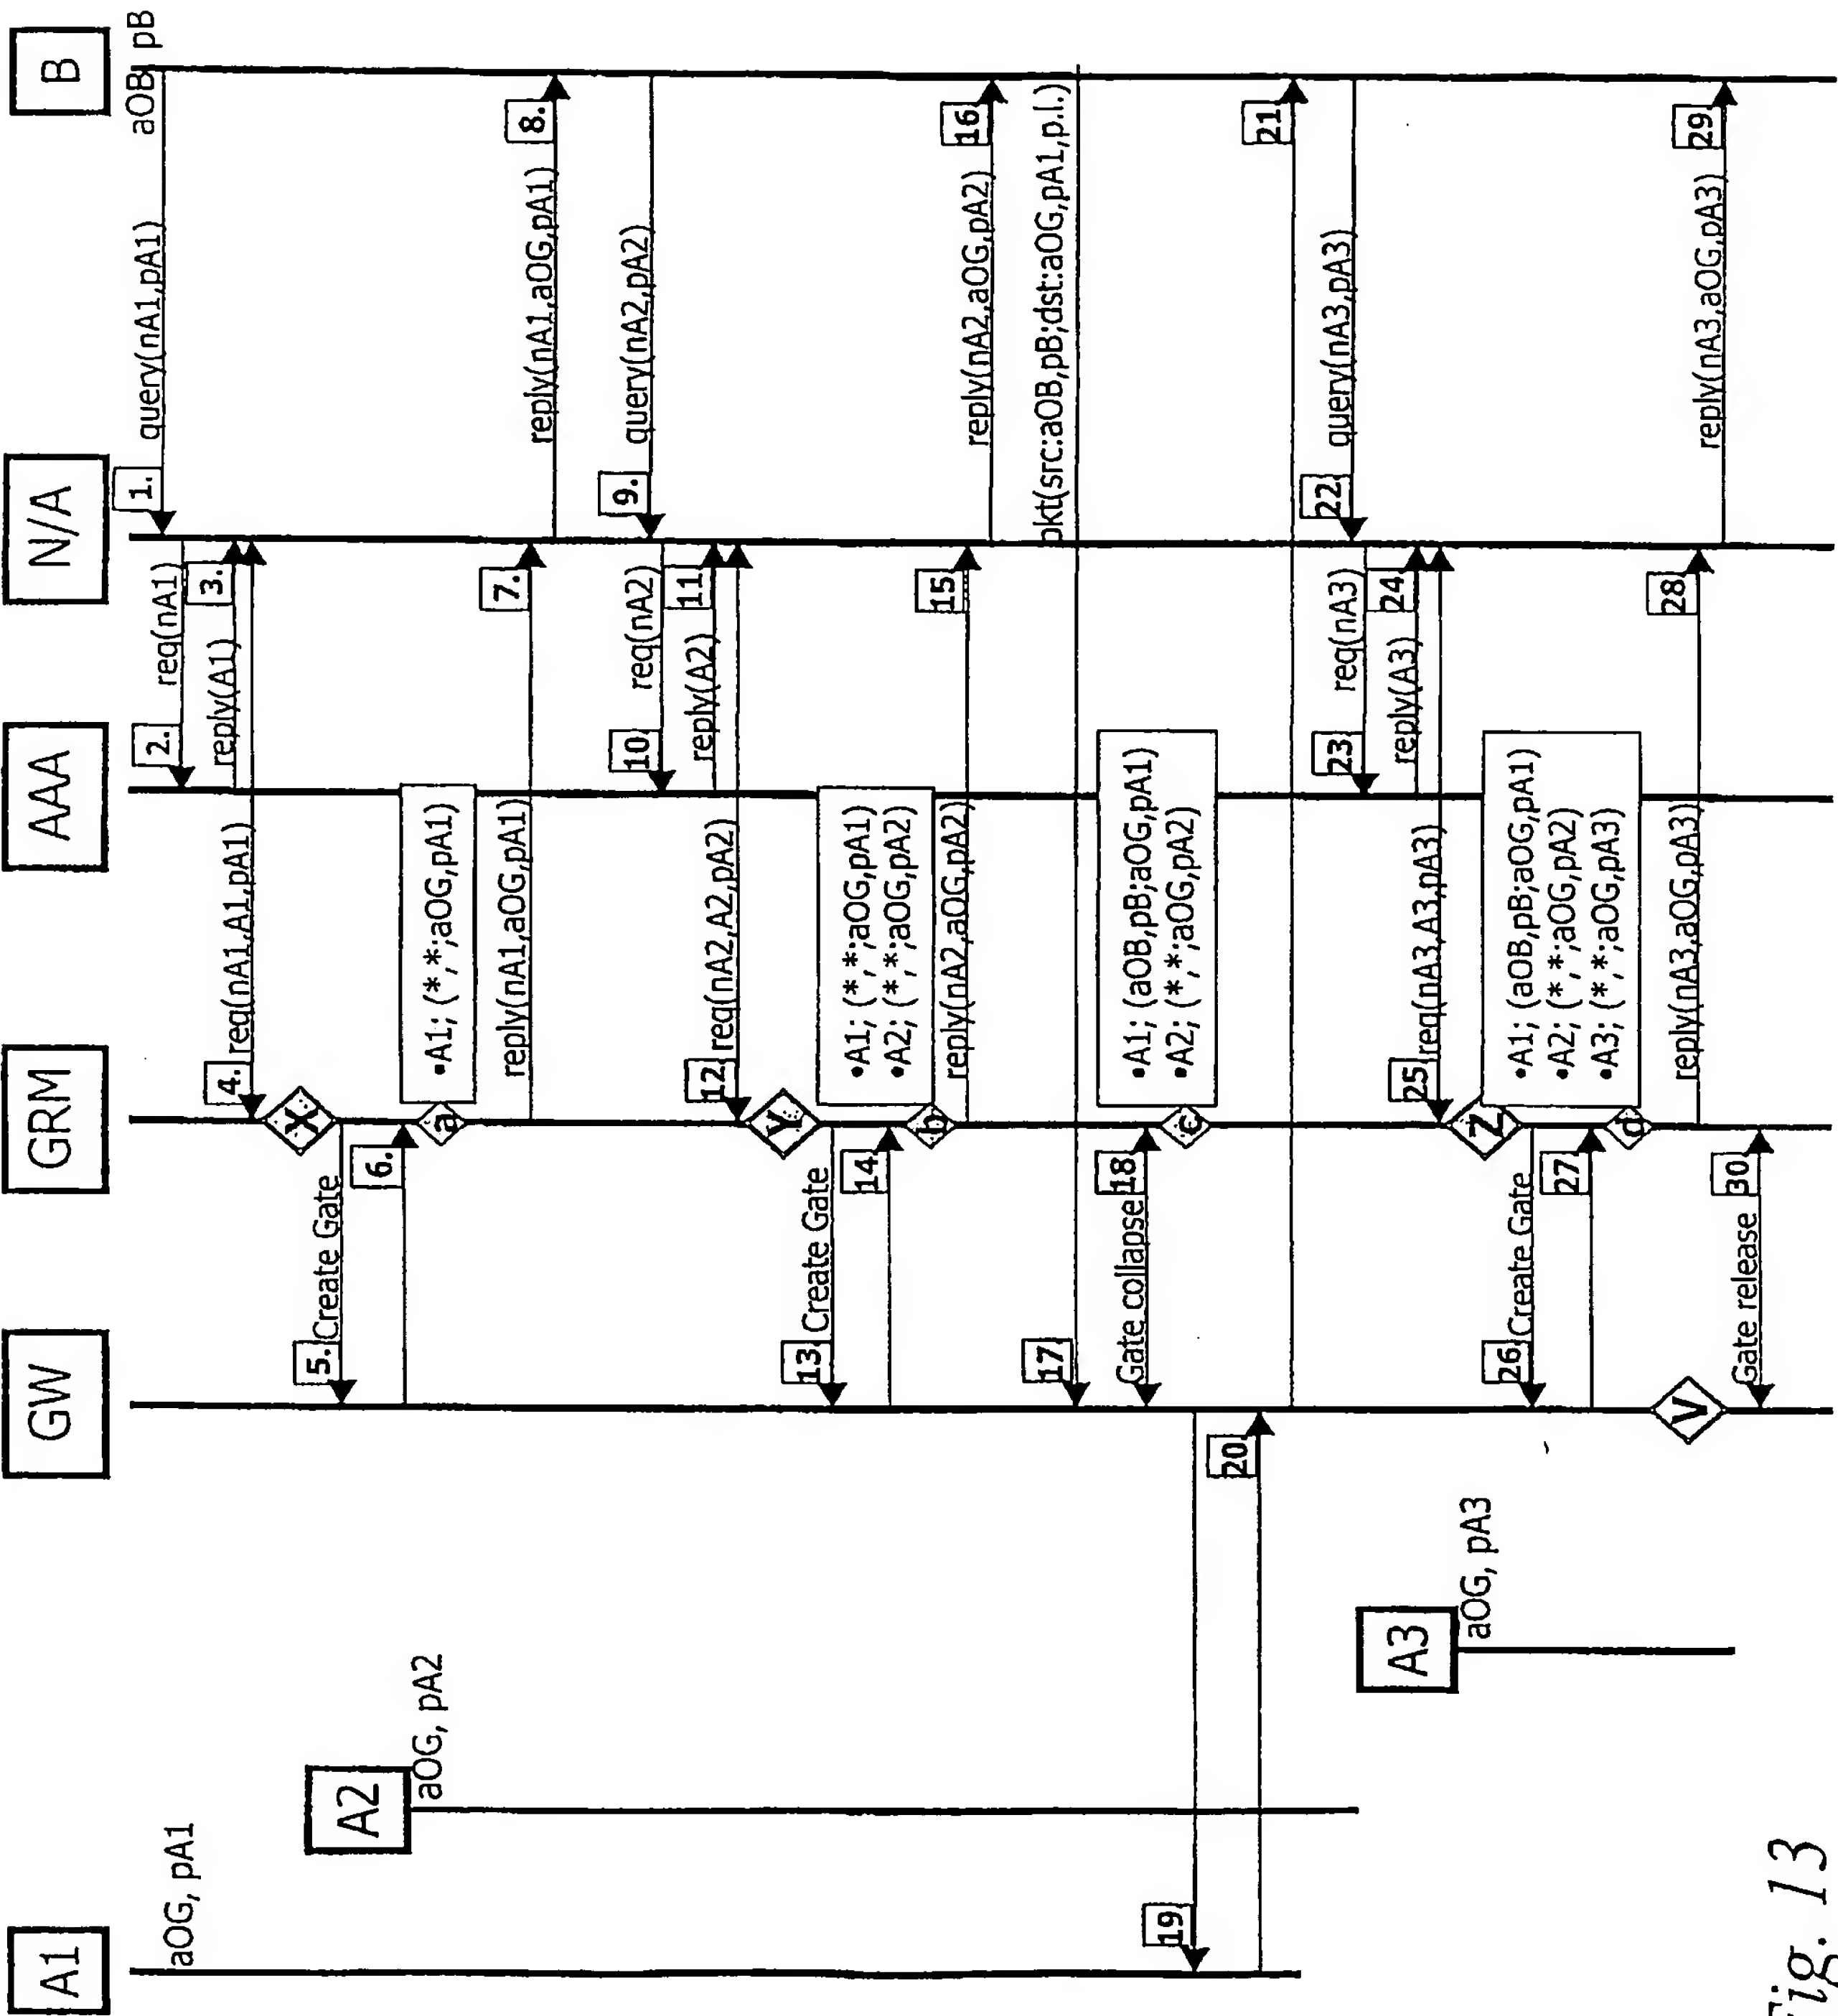 A1
A2
A3
GW
GRM
AAA
N/A
B
aOG, pA1
aOG, pA2
aOG, pA3
aOB pB
1.
query(nA1,pA1)
2.
req(nA1)
3.
reply(A1)
4.
req(nA1,A1,pA1)
X
5.
Create Gate
6.
a
•A1; (*,*;aOG,pA1)
7.
reply(nA1,aOG,pA1)
8.
reply(nA1,aOG,pA1)
9.
query(nA2,pA2)
10
req(nA2)
11
reply(A2)
12
req(nA2,A2,pA2)
Y
13
Create Gate
14
b
•A1; (*,*;aOG,pA1)
•A2; (*,*;aOG,pA2)
15
reply(nA2,aOG,pA2)
16
reply(nA2,aOG,pA2)
17
pkt(src:aOB,pB;dst:aOG,pA1,p.l.)
18
Gate collapse
c
•A1; (aOB,pB;aOG,pA1)
•A2; (*,*;aOG,pA2)
19
20
21
22
query(nA3,pA3)
23
req(nA3)
24
reply(A3)
25
req(nA3,A3,pA3)
Z
26
Create Gate
27
d
•A1; (aOB,pB;aOG,pA1)
•A2; (*,*;aOG,pA2)
•A3; (*,*;aOG,pA3)
V
28
reply(nA3,aOG,pA3)
29
reply(nA3,aOG,pA3)
30
Gate release
Fig. 13